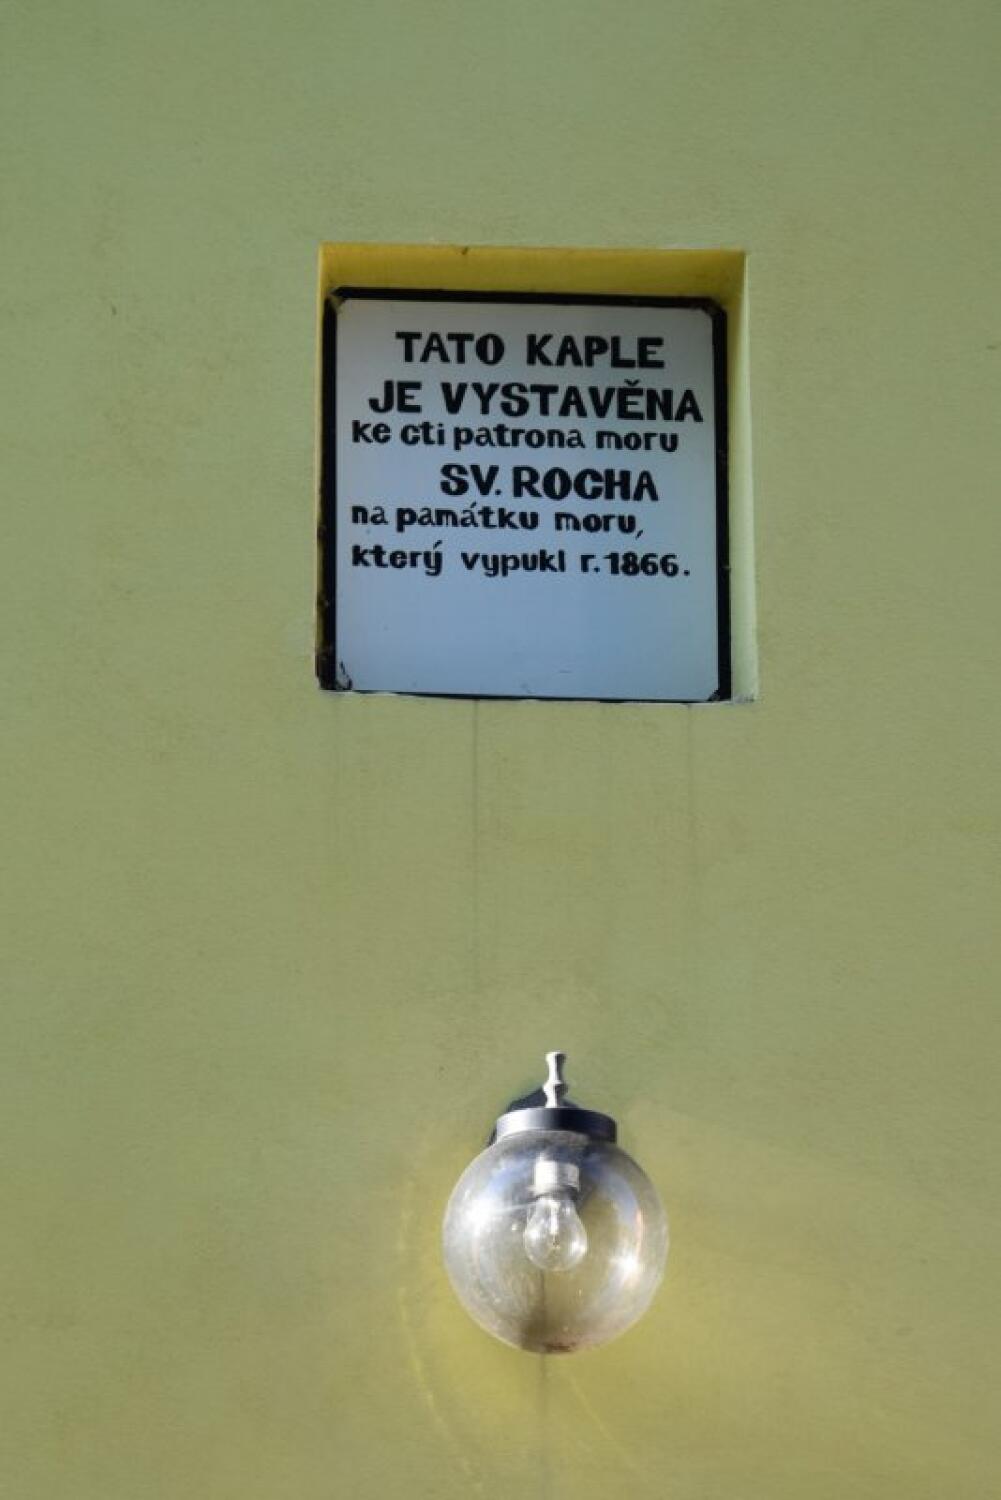 TATO KAPLE
JE VYSTAVĚNA
ke cti patrona moru
SV. ROCHA
na památku moru,
který vypukl r. 1866.